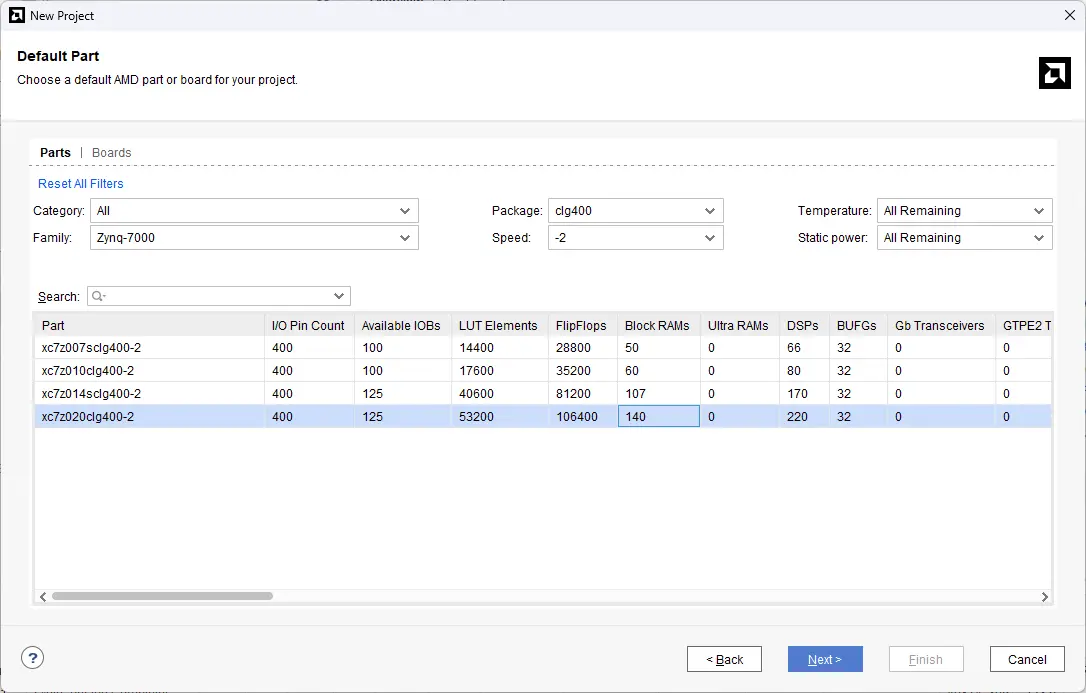 New Project
Default Part
Choose a default AMD part or board for your project.
Parts | Boards
Reset All Filters
Category: All Package: clg400 Temperature: All Remaining
Family: Zynq-7000 Speed: -2 Static power: All Remaining
Search:
Part I/O Pin Count Available IOBs LUT Elements FlipFlops Block RAMs Ultra RAMs DSPs BUFGs Gb Transceivers GTPE2 T
xc7z007sclg400-2 400 100 14400 28800 50 0 66 32 0 0
xc7z010clg400-2 400 100 17600 35200 60 0 80 32 0 0
xc7z014sclg400-2 400 125 40600 81200 107 0 170 32 0 0
xc7z020clg400-2 400 125 53200 106400 140 0 220 32 0 0
? < Back Next > Finish Cancel